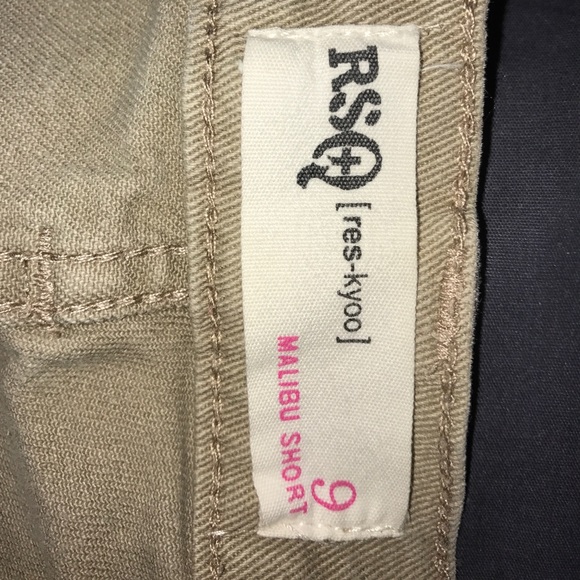 RSQ
[res-kyoo]
MALIBU SHORT
9